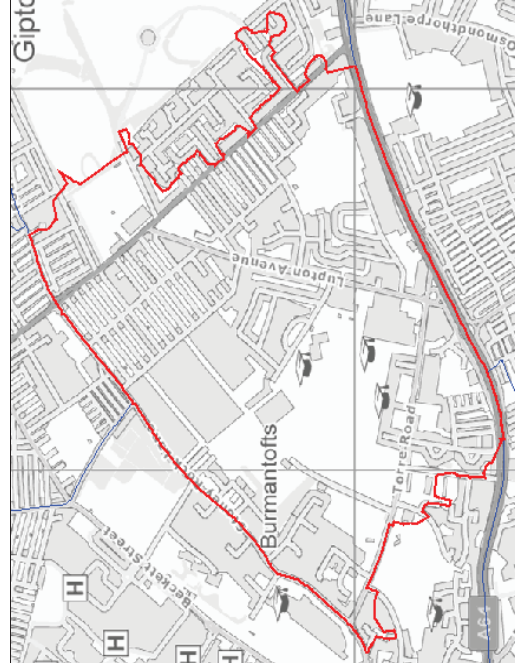 Gipto
Osmondthorpe Lane
Lupton Avenue
Torre Road
Burmantofts
Beckett Street
H
H
H
H
A64